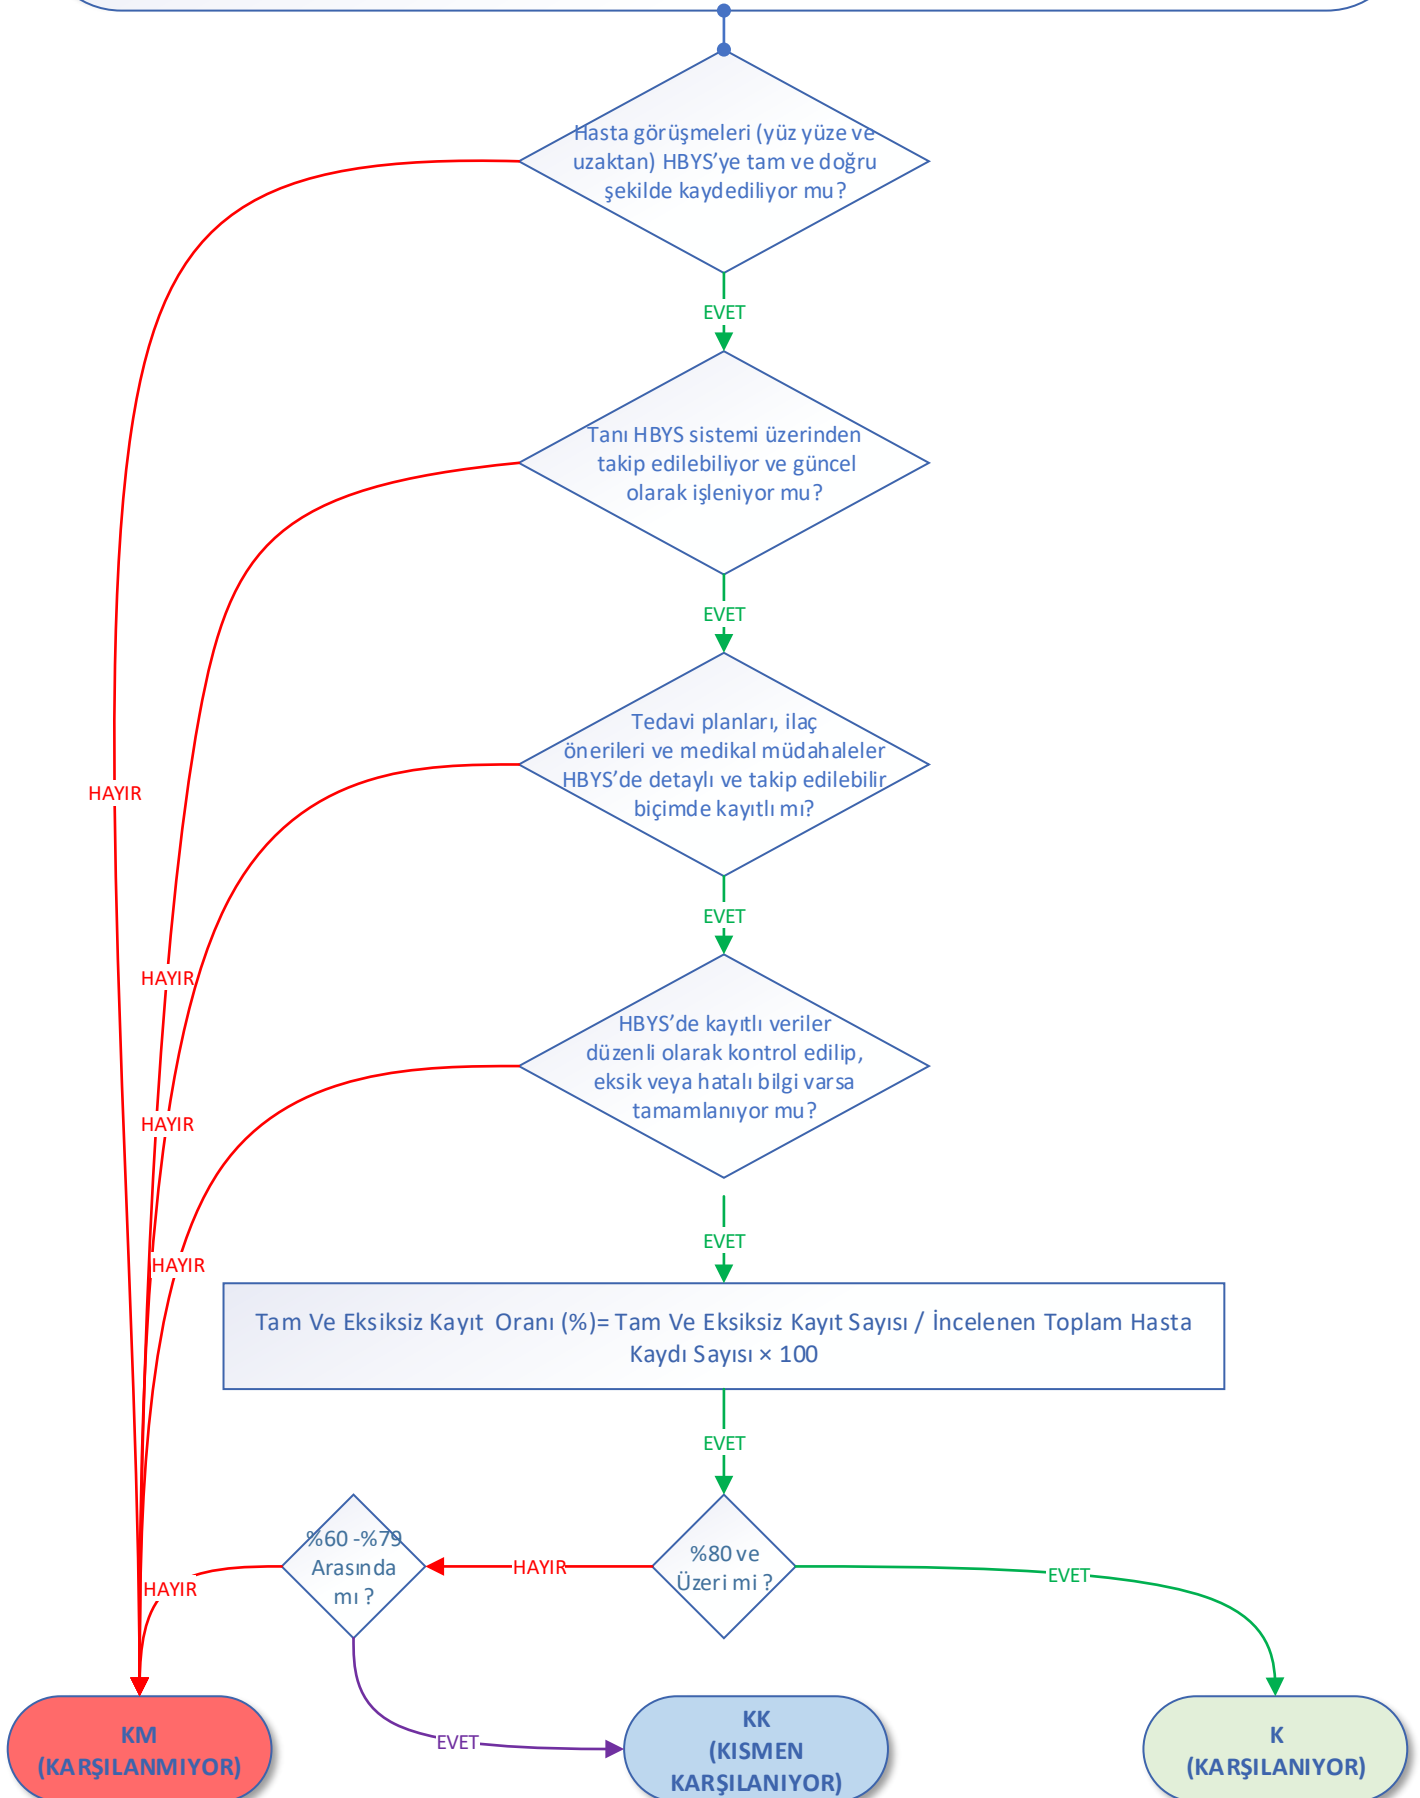 Hasta görüşmeleri (yüz yüze ve
uzaktan) HBYS’ye tam ve doğru
şekilde kaydediliyor mu?
EVET
Tanı HBYS sistemi üzerinden
takip edilebiliyor ve güncel
olarak işleniyor mu?
EVET
Tedavi planları, ilaç
önerileri ve medikal müdahaleler
HBYS’de detaylı ve takip edilebilir
biçimde kayıtlı mı?
HAYIR
EVET
HAYIR
HBYS’de kayıtlı veriler
düzenli olarak kontrol edilip,
eksik veya hatalı bilgi varsa
tamamlanıyor mu?
HAYIR
EVET
HAYIR
Tam Ve Eksiksiz Kayıt Oranı (%)= Tam Ve Eksiksiz Kayıt Sayısı / İncelenen Toplam Hasta
Kaydı Sayısı × 100
EVET
%60 -%79
Arasında
mı ?
HAYIR
%80 ve
Üzeri mi ?
EVET
HAYIR
EVET
KM
(KARŞILANMIYOR)
KK
(KISMEN
KARŞILANIYOR)
K
(KARŞILANIYOR)